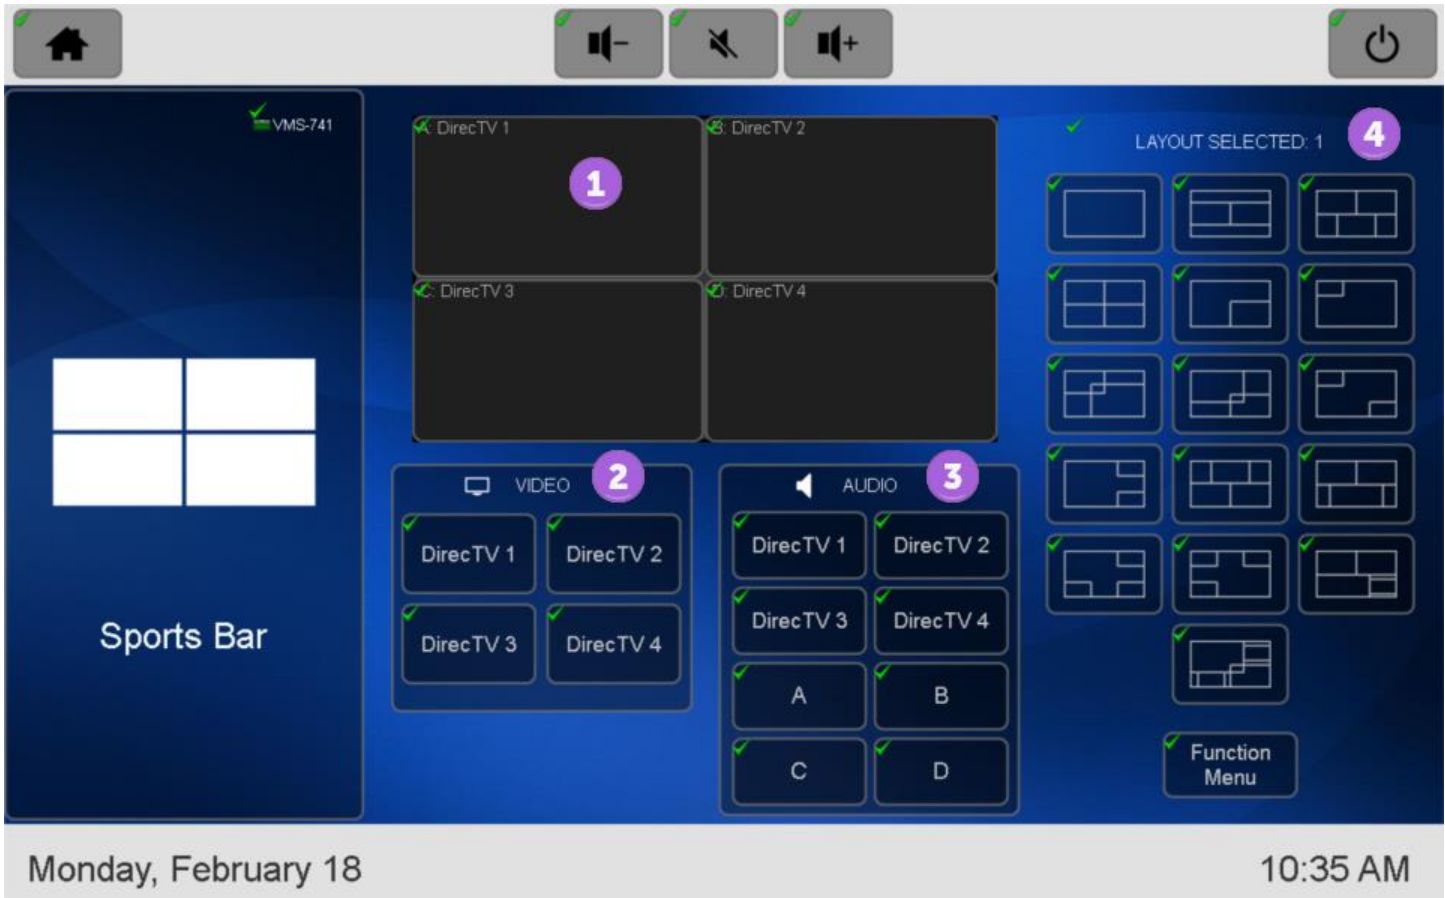 VMS-741
A: DirecTV 1
B: DirecTV 2
1
C: DirecTV 3
D: DirecTV 4
LAYOUT SELECTED: 1
4
Sports Bar
VIDEO
2
DirecTV 1
DirecTV 2
DirecTV 3
DirecTV 4
AUDIO
3
DirecTV 1
DirecTV 2
DirecTV 3
DirecTV 4
A
B
C
D
Function
Menu
Monday, February 18
10:35 AM